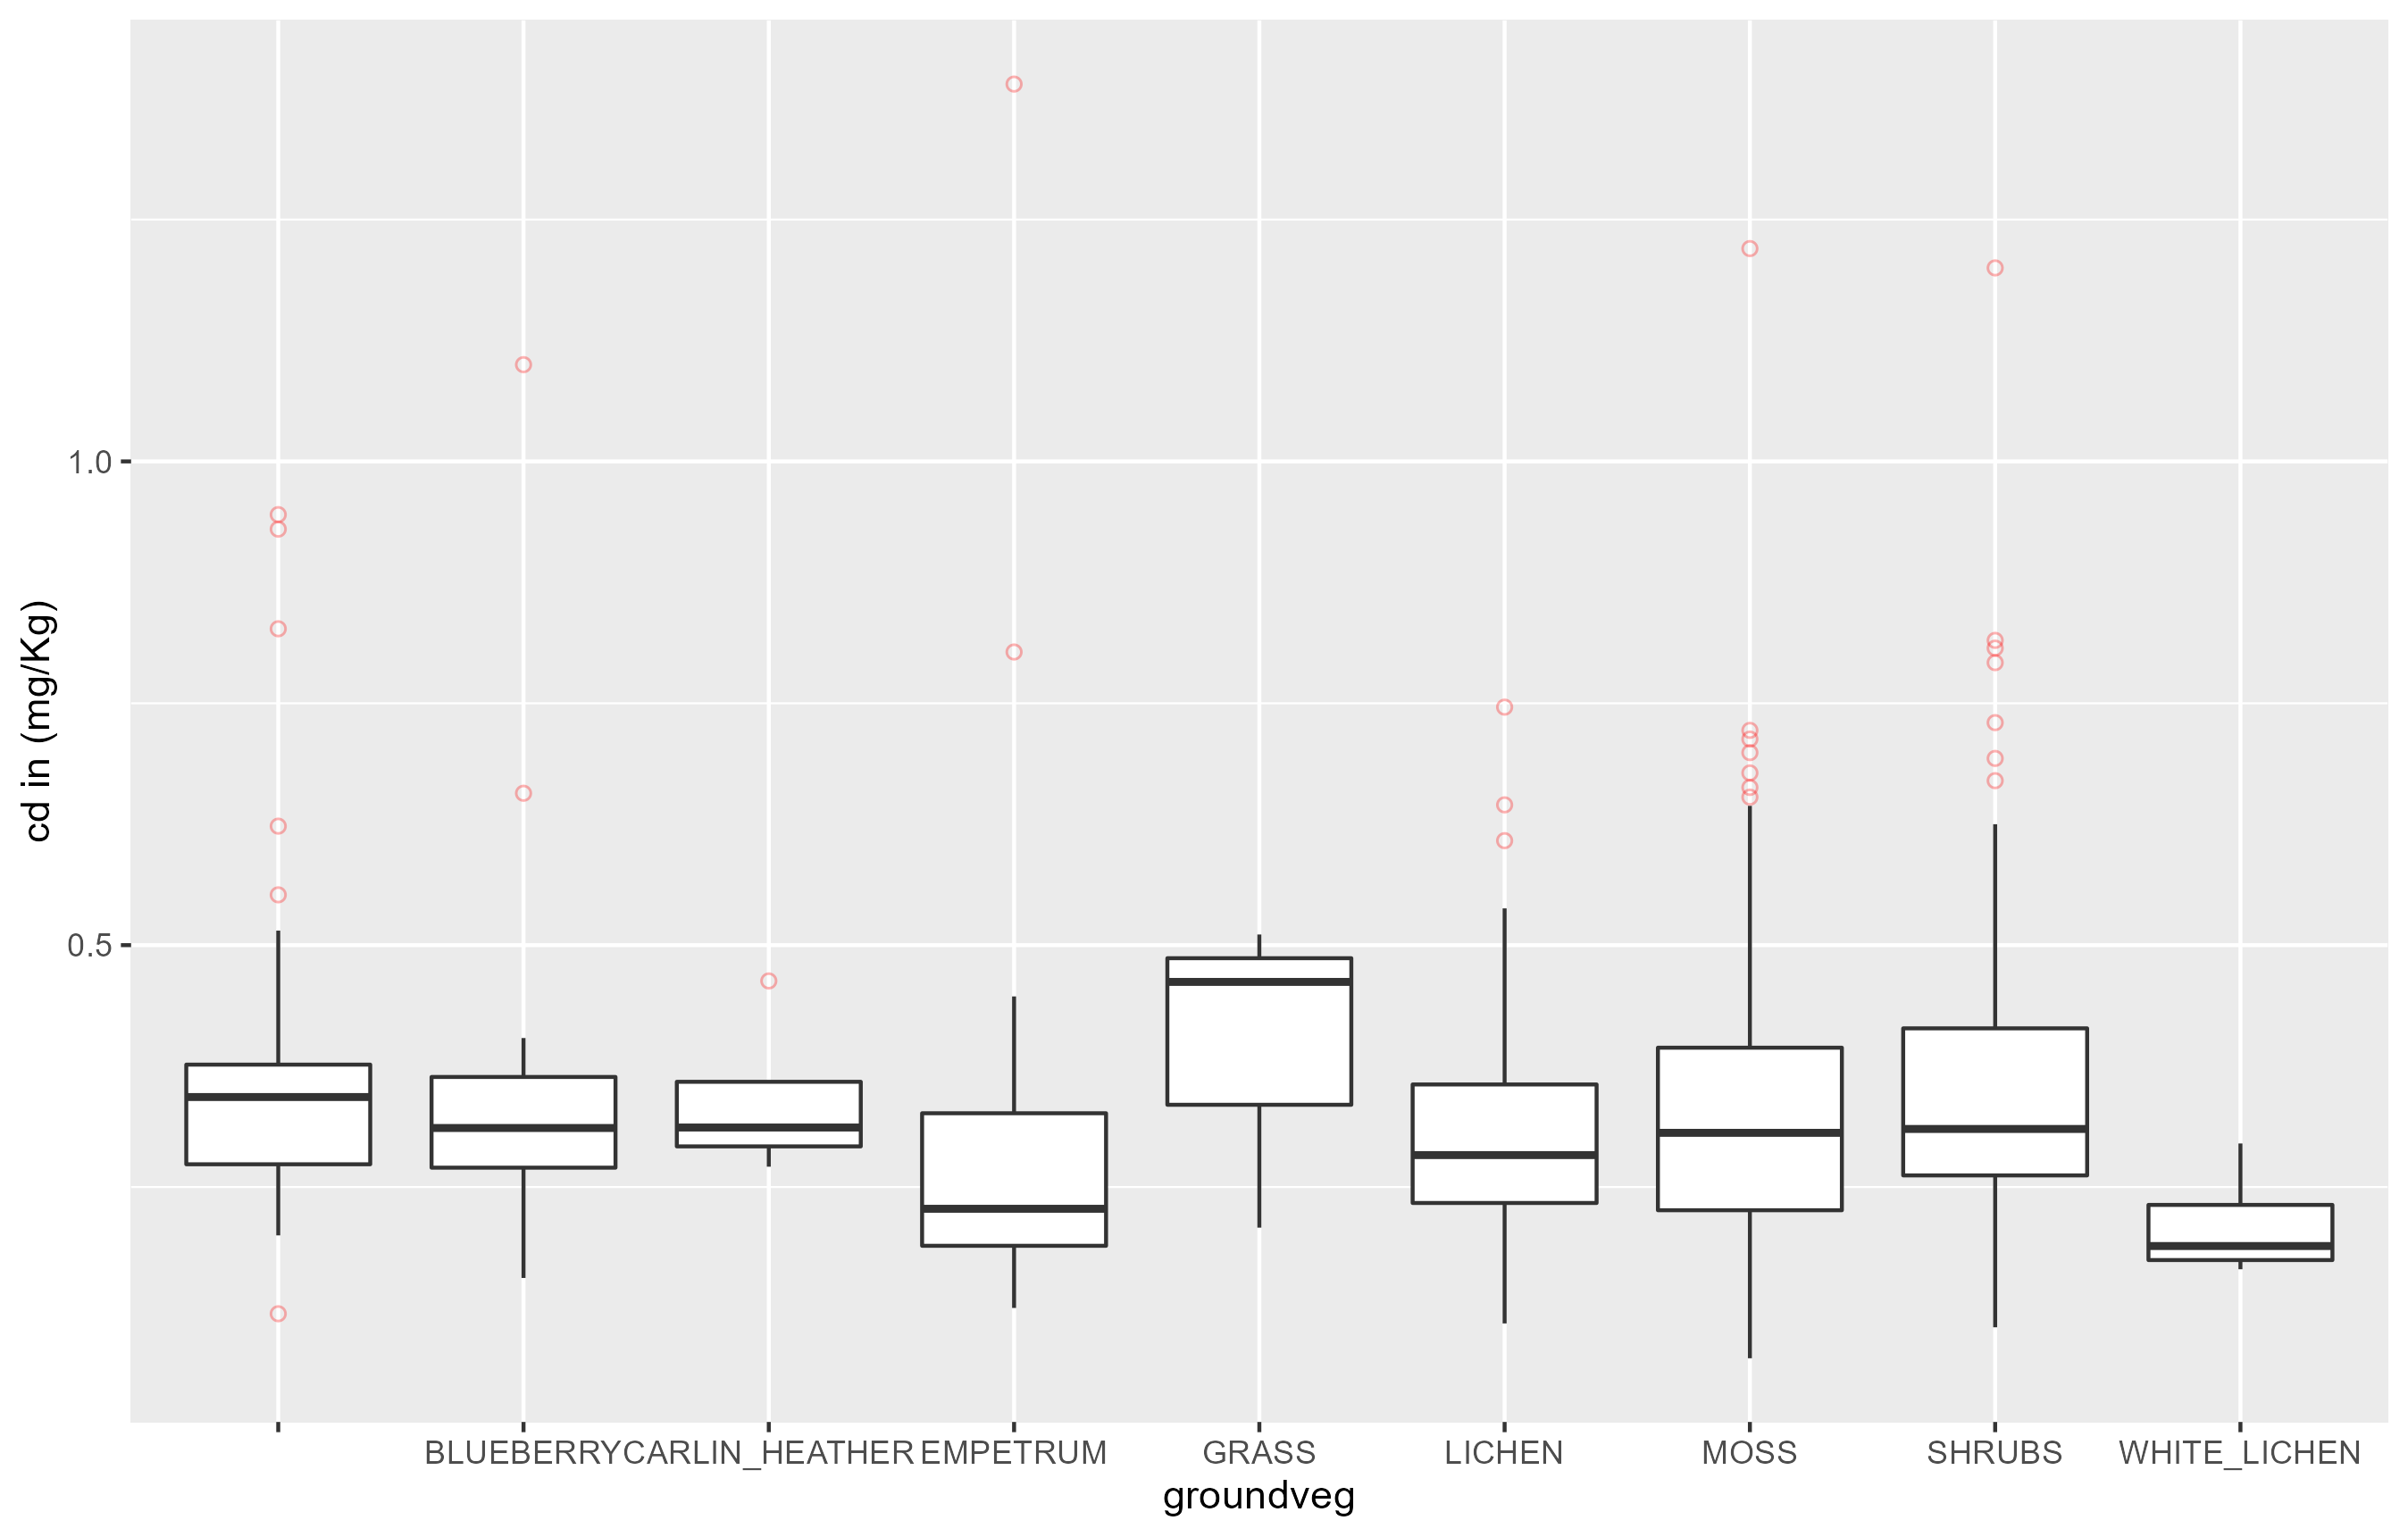 cd in (mg/Kg)
1.0
0.5
BLUEBERRY CARLIN_HEATHER EMPETRUM GRASS LICHEN MOSS SHRUBS WHITE_LICHEN
groundveg